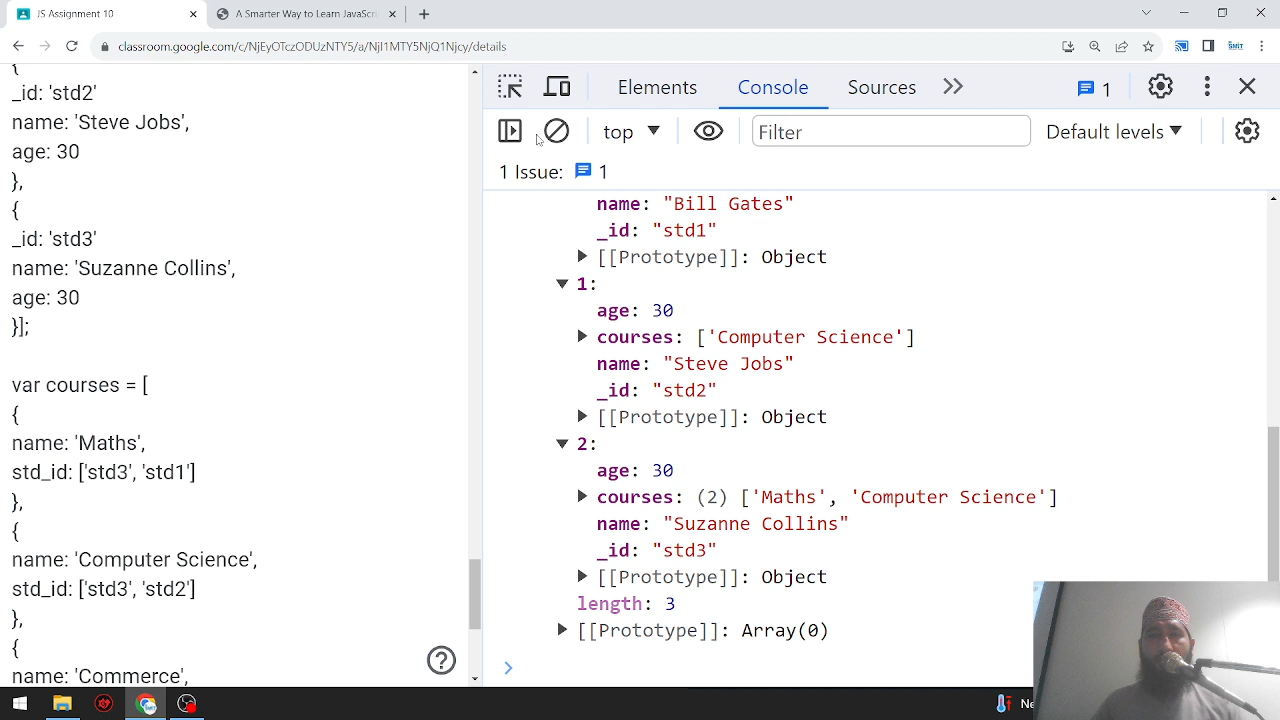 JS Assignment 10
A Smarter Way to Learn JavaScri
classroom.google.com/c/NjEyOTczODUzNTY5/a/NjI1MTY5NjQ1Njcy/details
{
_id: 'std2'
name: 'Steve Jobs',
age: 30
},
{
_id: 'std3'
name: 'Suzanne Collins',
age: 30
}];
var courses = [
{
name: 'Maths',
std_id: ['std3', 'std1']
},
{
name: 'Computer Science',
std_id: ['std3', 'std2']
},
{
name: 'Commerce',
Elements
Console
Sources
1
top
Filter
Default levels
1 Issue: 1
name: "Bill Gates"
_id: "std1"
[[Prototype]]: Object
1:
age: 30
courses: ['Computer Science']
name: "Steve Jobs"
_id: "std2"
[[Prototype]]: Object
2:
age: 30
courses: (2) ['Maths', 'Computer Science']
name: "Suzanne Collins"
_id: "std3"
[[Prototype]]: Object
length: 3
[[Prototype]]: Array(0)